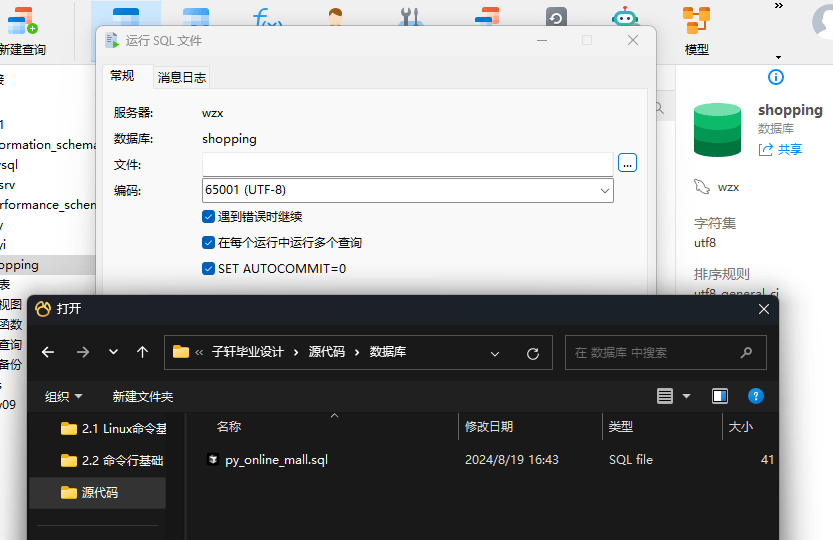 新建查询
模型
»
运行 SQL 文件
常规
消息日志
服务器:
wzx
数据库:
shopping
文件:
...
编码:
65001 (UTF-8)
遇到错误时继续
在每个运行中运行多个查询
SET AUTOCOMMIT=0
shopping
数据库
共享
wzx
字符集
utf8
排序规则
utf8_general_ci
接
1
ormation_schema
sql
srv
rformance_schem
y
yi
opping
表
视图
函数
查询
备份
s
v09
打开
« 子轩毕业设计 › 源代码 › 数据库
在 数据库 中搜索
组织
新建文件夹
2.1 Linux命令基
2.2 命令行基础
源代码
名称
修改日期
类型
大小
py_online_mall.sql
2024/8/19 16:43
SQL file
41